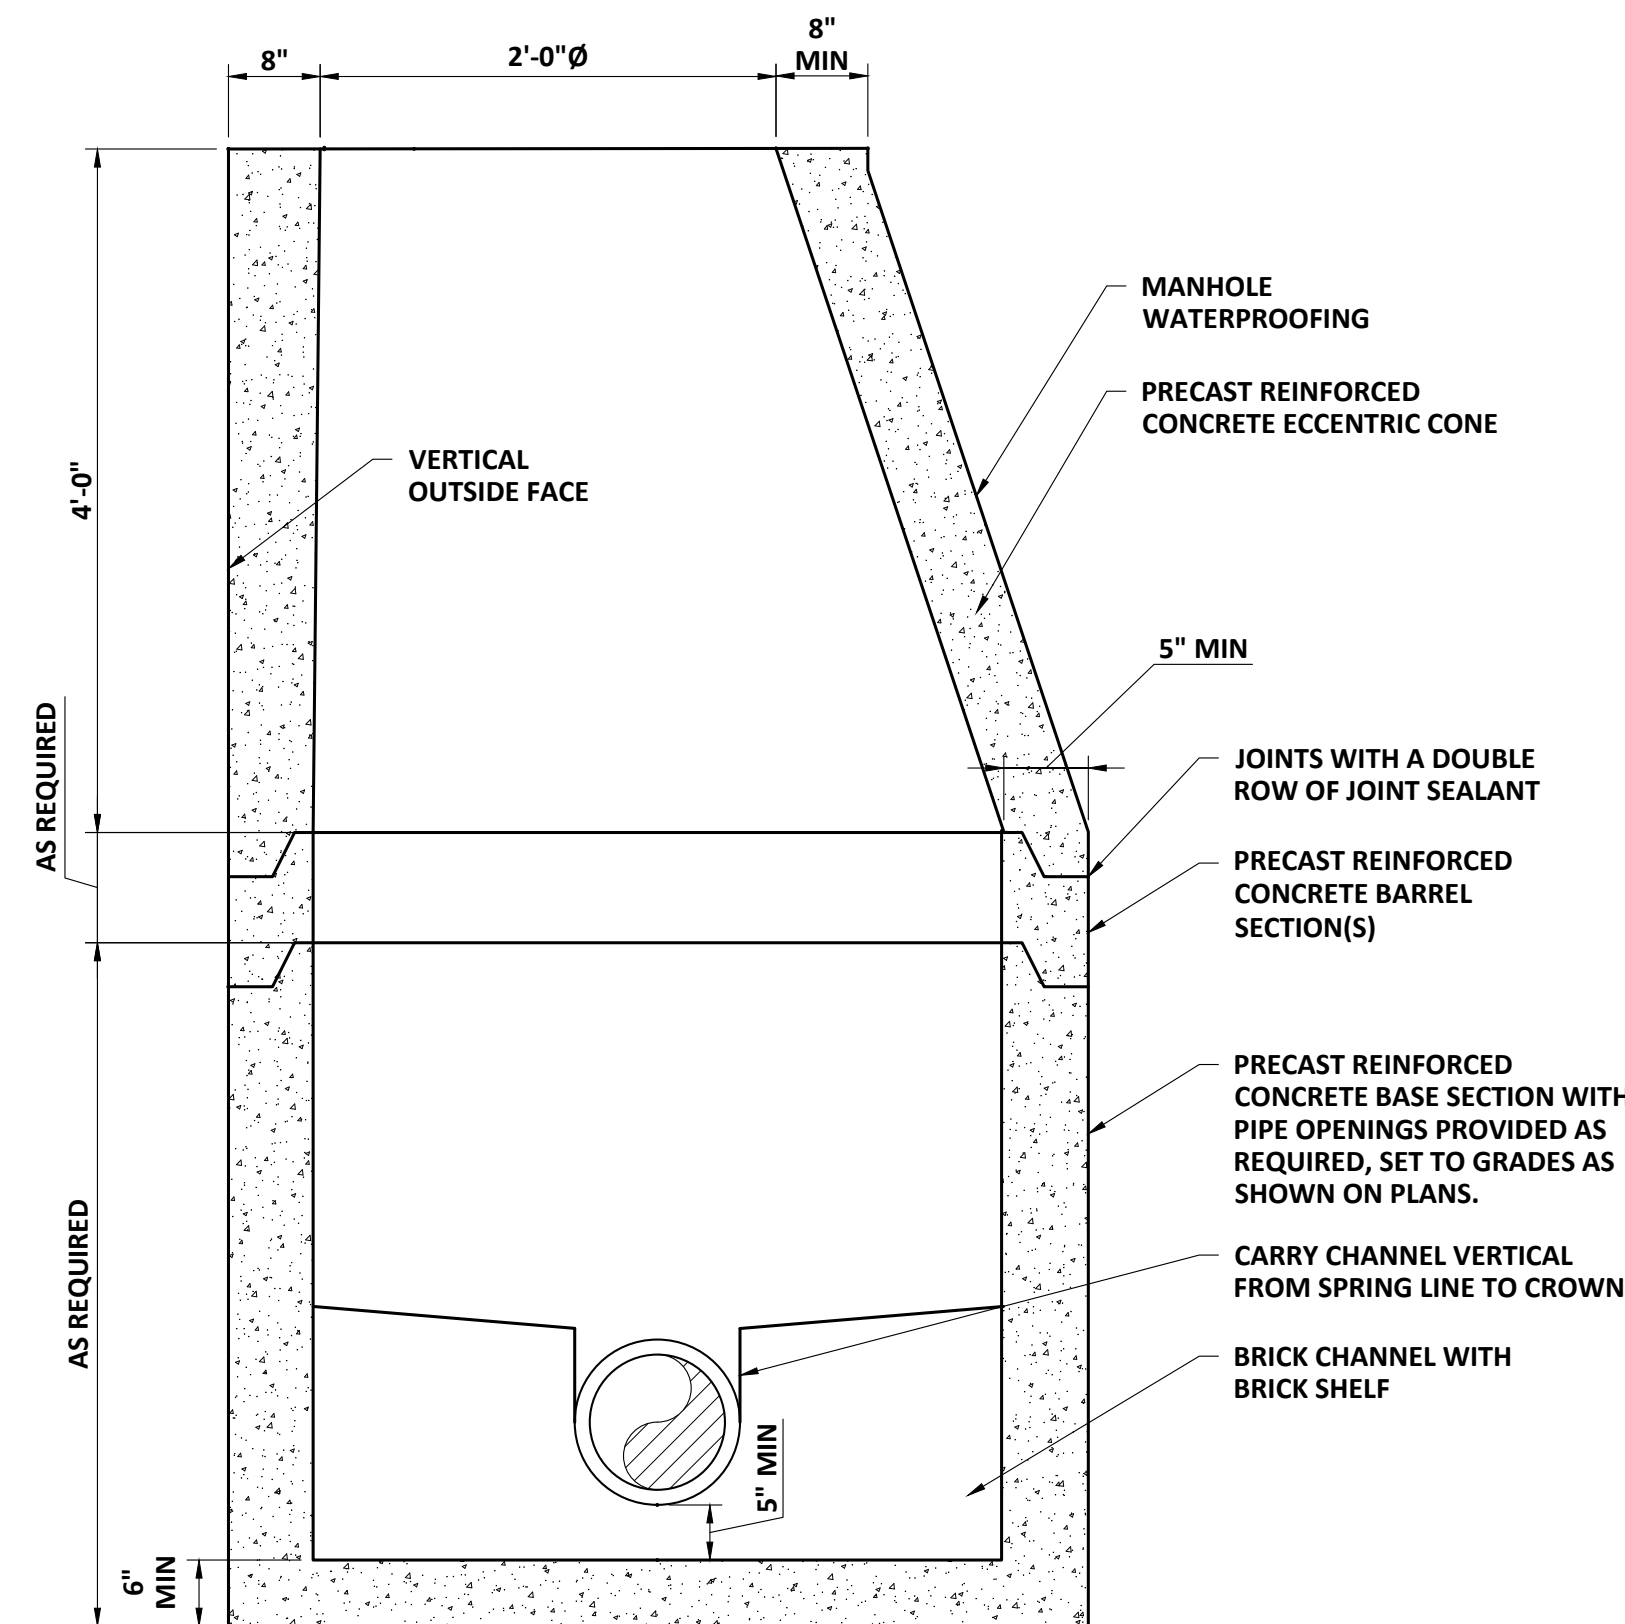 8"
2'-0"Ø
8"
MIN
MANHOLE
WATERPROOFING
PRECAST REINFORCED
CONCRETE ECCENTRIC CONE
VERTICAL
OUTSIDE FACE
4'-0"
5" MIN
AS REQUIRED
JOINTS WITH A DOUBLE
ROW OF JOINT SEALANT
PRECAST REINFORCED
CONCRETE BARREL
SECTION(S)
PRECAST REINFORCED
CONCRETE BASE SECTION WITH
PIPE OPENINGS PROVIDED AS
REQUIRED, SET TO GRADES AS
SHOWN ON PLANS.
AS REQUIRED
CARRY CHANNEL VERTICAL
FROM SPRING LINE TO CROWN
BRICK CHANNEL WITH
BRICK SHELF
5" MIN
6"
MIN